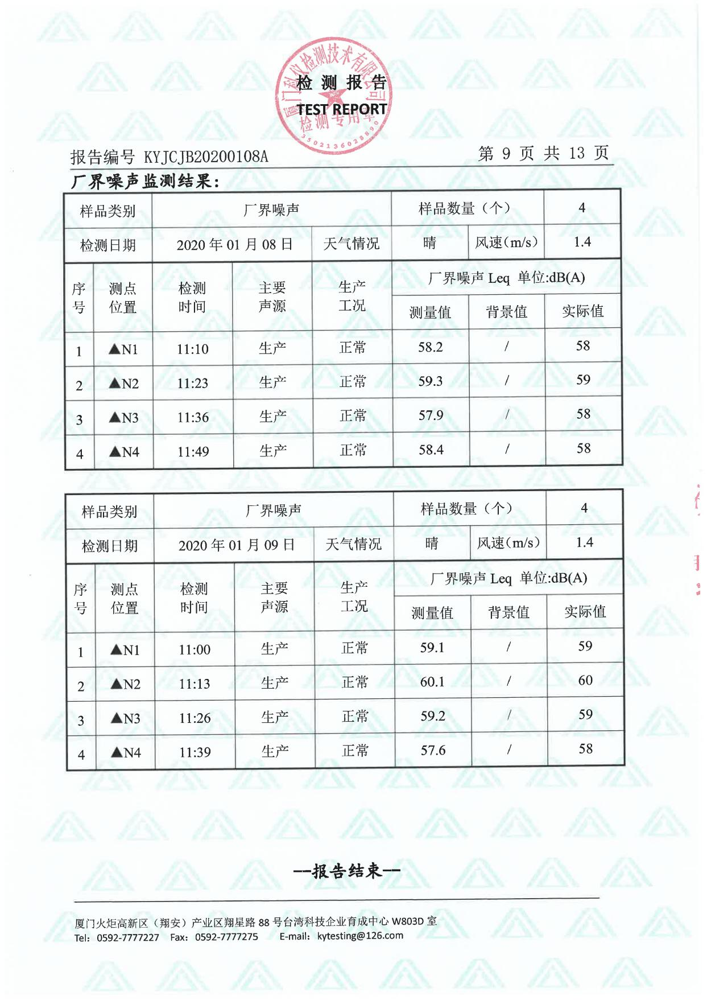 厦门科仪检测技术有限公司
检测报告
TEST REPORT
检测专用章
3502136028890
报告编号 KYJCJB20200108A
第 9 页 共 13 页
厂界噪声监测结果：
样品类别 厂界噪声 样品数量（个） 4
检测日期 2020 年 01 月 08 日 天气情况 晴 风速(m/s) 1.4
序号 测点位置 检测时间 主要声源 生产工况 厂界噪声 Leq 单位:dB(A)
测量值 背景值 实际值
1 ▲N1 11:10 生产 正常 58.2 / 58
2 ▲N2 11:23 生产 正常 59.3 / 59
3 ▲N3 11:36 生产 正常 57.9 / 58
4 ▲N4 11:49 生产 正常 58.4 / 58
样品类别 厂界噪声 样品数量（个） 4
检测日期 2020 年 01 月 09 日 天气情况 晴 风速(m/s) 1.4
序号 测点位置 检测时间 主要声源 生产工况 厂界噪声 Leq 单位:dB(A)
测量值 背景值 实际值
1 ▲N1 11:00 生产 正常 59.1 / 59
2 ▲N2 11:13 生产 正常 60.1 / 60
3 ▲N3 11:26 生产 正常 59.2 / 59
4 ▲N4 11:39 生产 正常 57.6 / 58
—报告结束—
厦门火炬高新区（翔安）产业区翔星路 88 号台湾科技企业育成中心 W803D 室
Tel：0592-7777227 Fax：0592-7777275 E-mail：kytesting@126.com